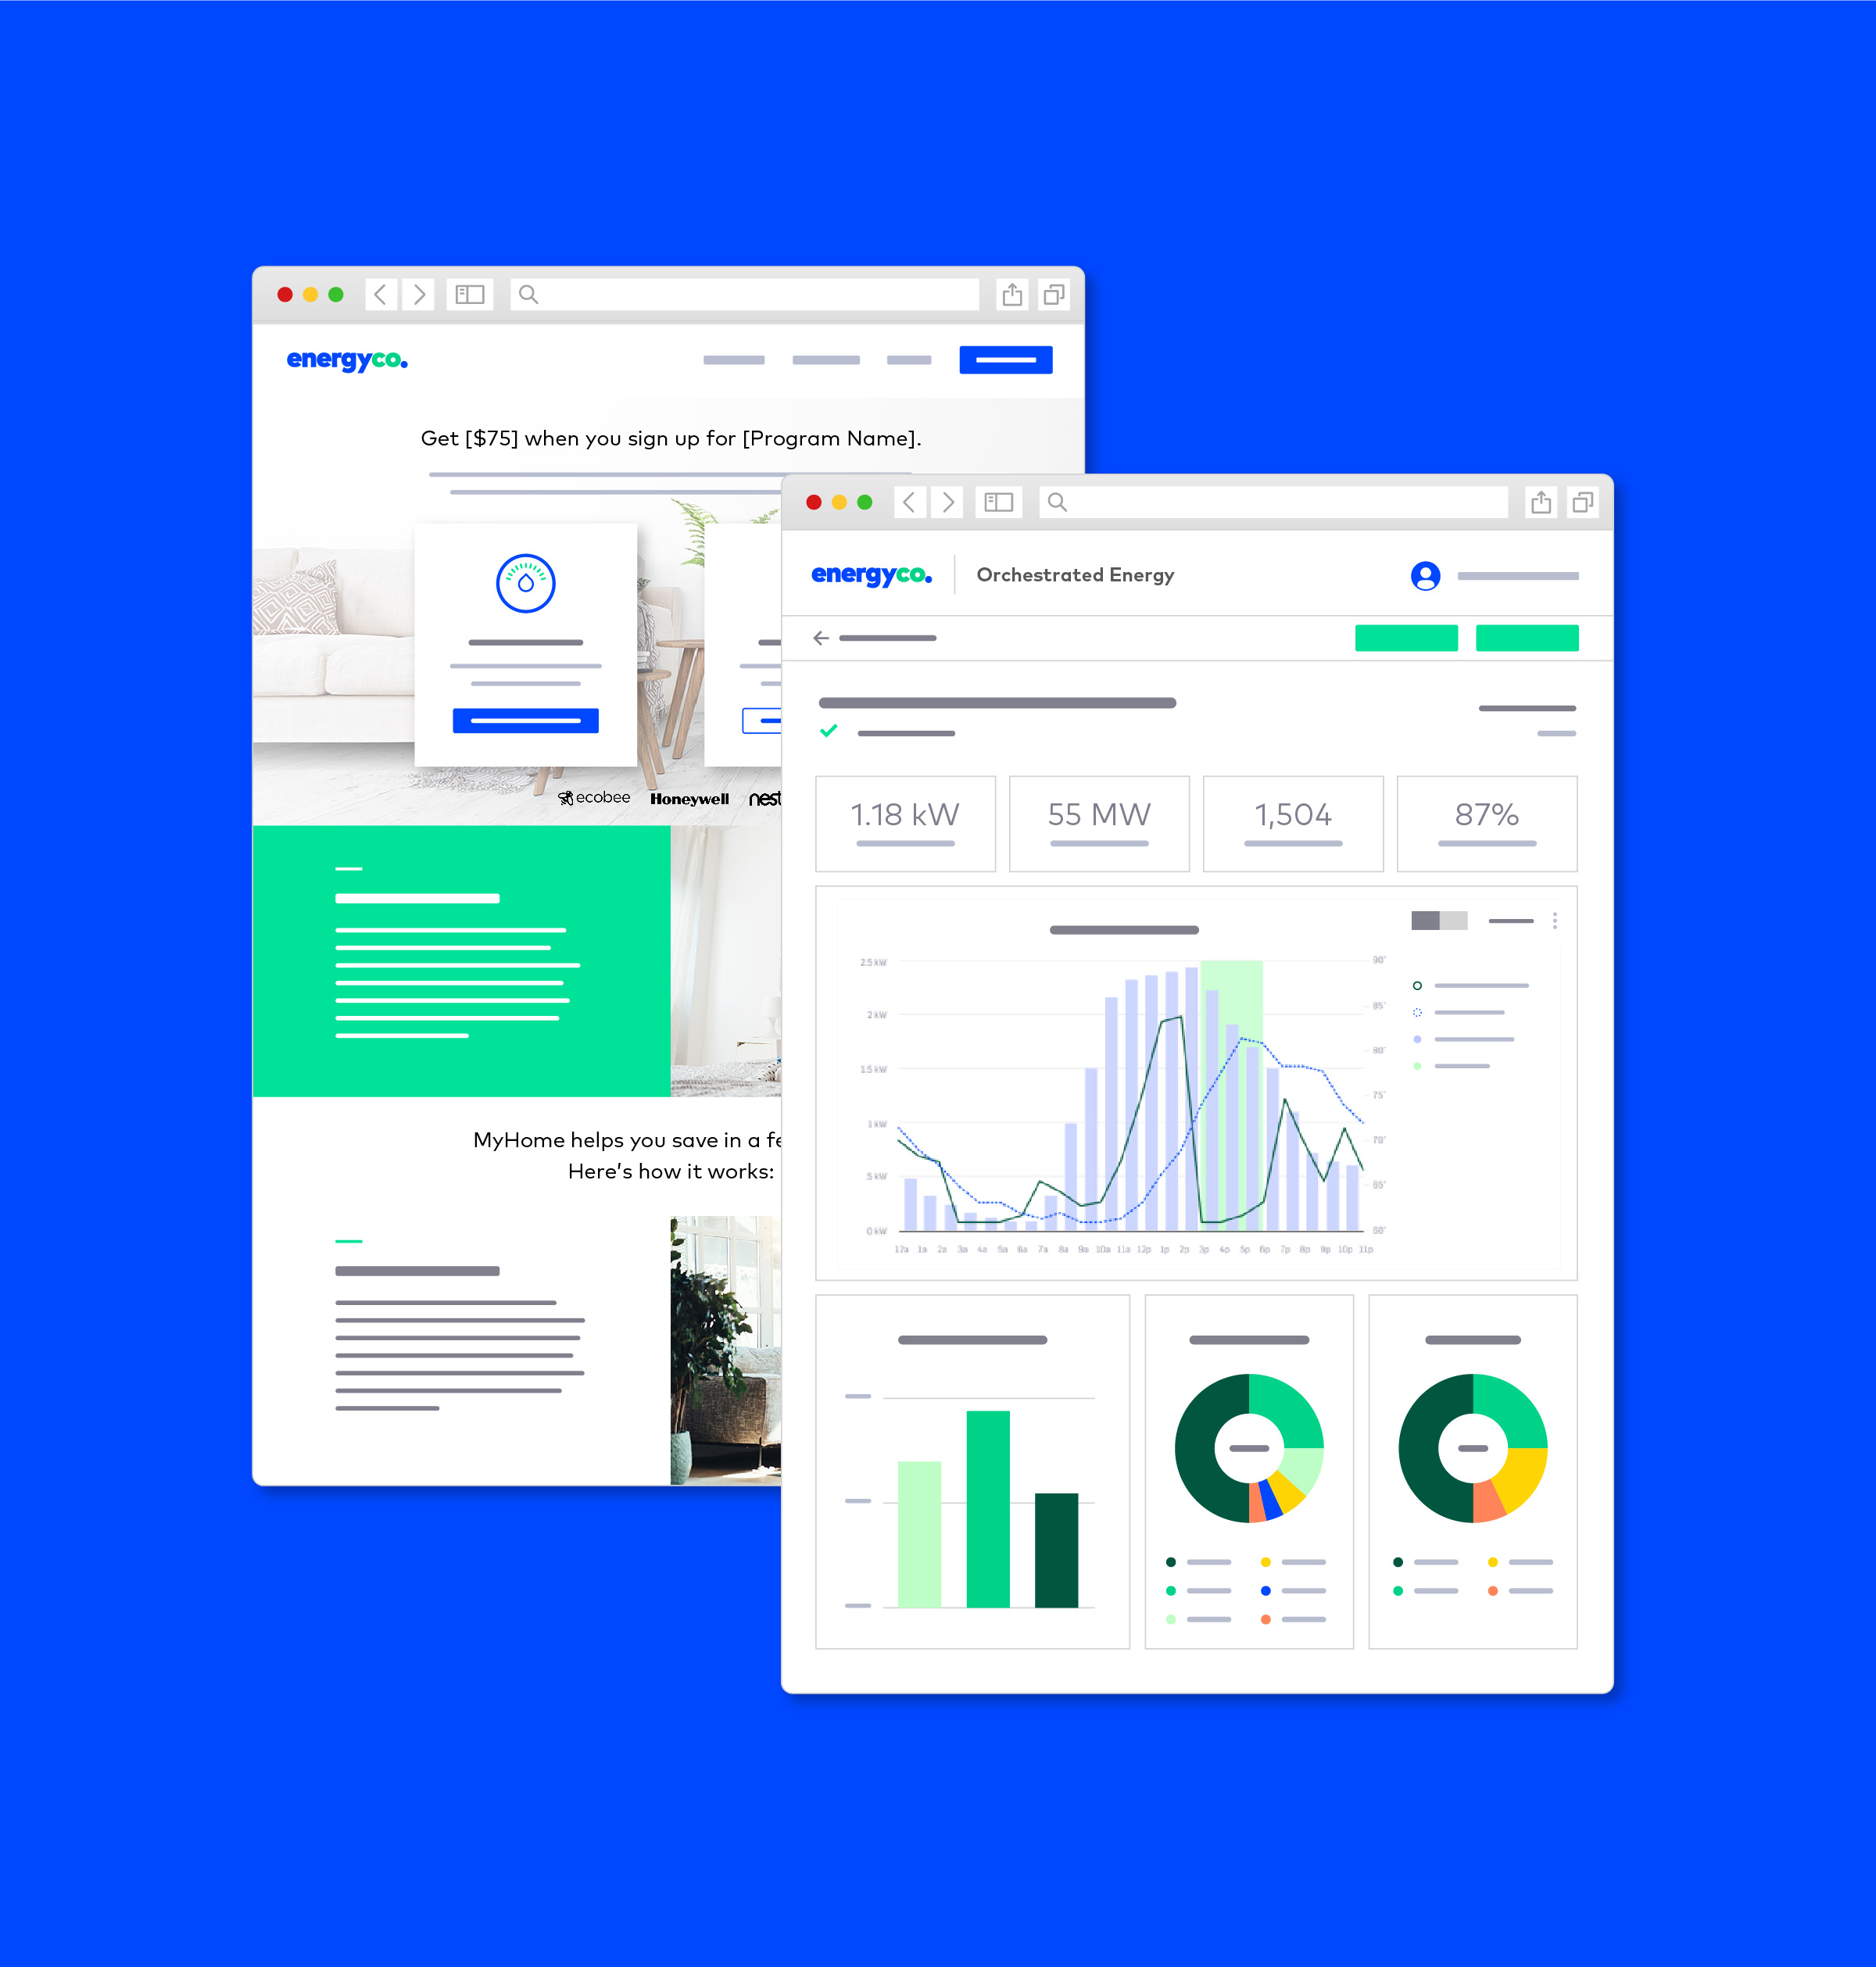 energyco.
Get [$75] when you sign up for [Program Name].
ecobee Honeywell nest
MyHome helps you save in a fe
Here's how it works:
energyco. Orchestrated Energy
1.18 kW 55 MW 1,504 87%
2.5 kW
2 kW
1.5 kW
1 kW
.5 kW
0 kW
90°
85°
80°
75°
70°
65°
60°
12a 1a 2a 3a 4a 5a 6a 7a 8a 9a 10a 11a 12p 1p 2p 3p 4p 5p 6p 7p 8p 9p 10p 11p